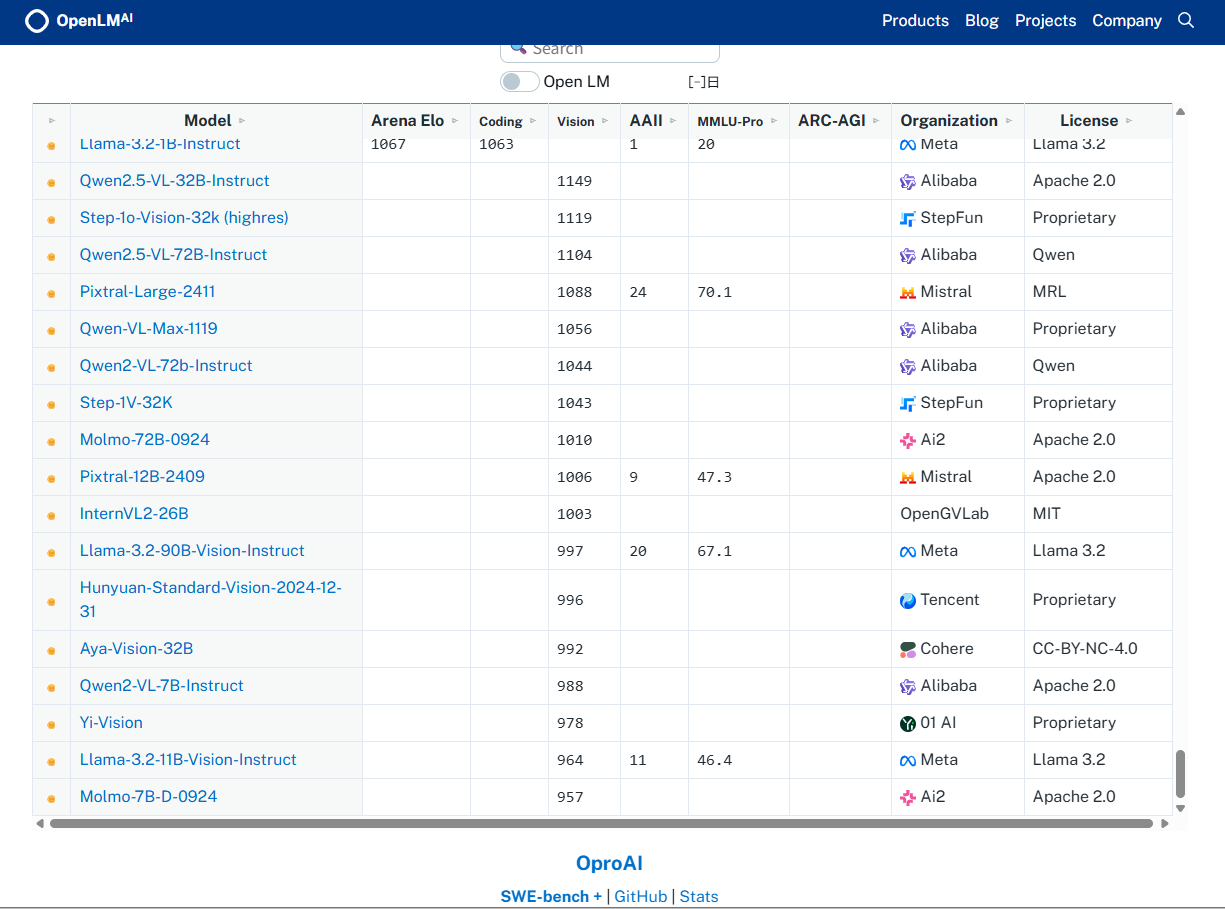 OpenLMAI Products Blog Projects Company
Search
Open LM [-]日
Model Arena Elo Coding Vision AAII MMLU-Pro ARC-AGI Organization License
Llama-3.2-1B-Instruct 1067 1063 1 20 Meta Llama 3.2
Qwen2.5-VL-32B-Instruct 1149 Alibaba Apache 2.0
Step-1o-Vision-32k (highres) 1119 StepFun Proprietary
Qwen2.5-VL-72B-Instruct 1104 Alibaba Qwen
Pixtral-Large-2411 1088 24 70.1 Mistral MRL
Qwen-VL-Max-1119 1056 Alibaba Proprietary
Qwen2-VL-72b-Instruct 1044 Alibaba Qwen
Step-1V-32K 1043 StepFun Proprietary
Molmo-72B-0924 1010 Ai2 Apache 2.0
Pixtral-12B-2409 1006 9 47.3 Mistral Apache 2.0
InternVL2-26B 1003 OpenGVLab MIT
Llama-3.2-90B-Vision-Instruct 997 20 67.1 Meta Llama 3.2
Hunyuan-Standard-Vision-2024-12-
31 996 Tencent Proprietary
Aya-Vision-32B 992 Cohere CC-BY-NC-4.0
Qwen2-VL-7B-Instruct 988 Alibaba Apache 2.0
Yi-Vision 978 01 AI Proprietary
Llama-3.2-11B-Vision-Instruct 964 11 46.4 Meta Llama 3.2
Molmo-7B-D-0924 957 Ai2 Apache 2.0
OproAI
SWE-bench + | GitHub | Stats